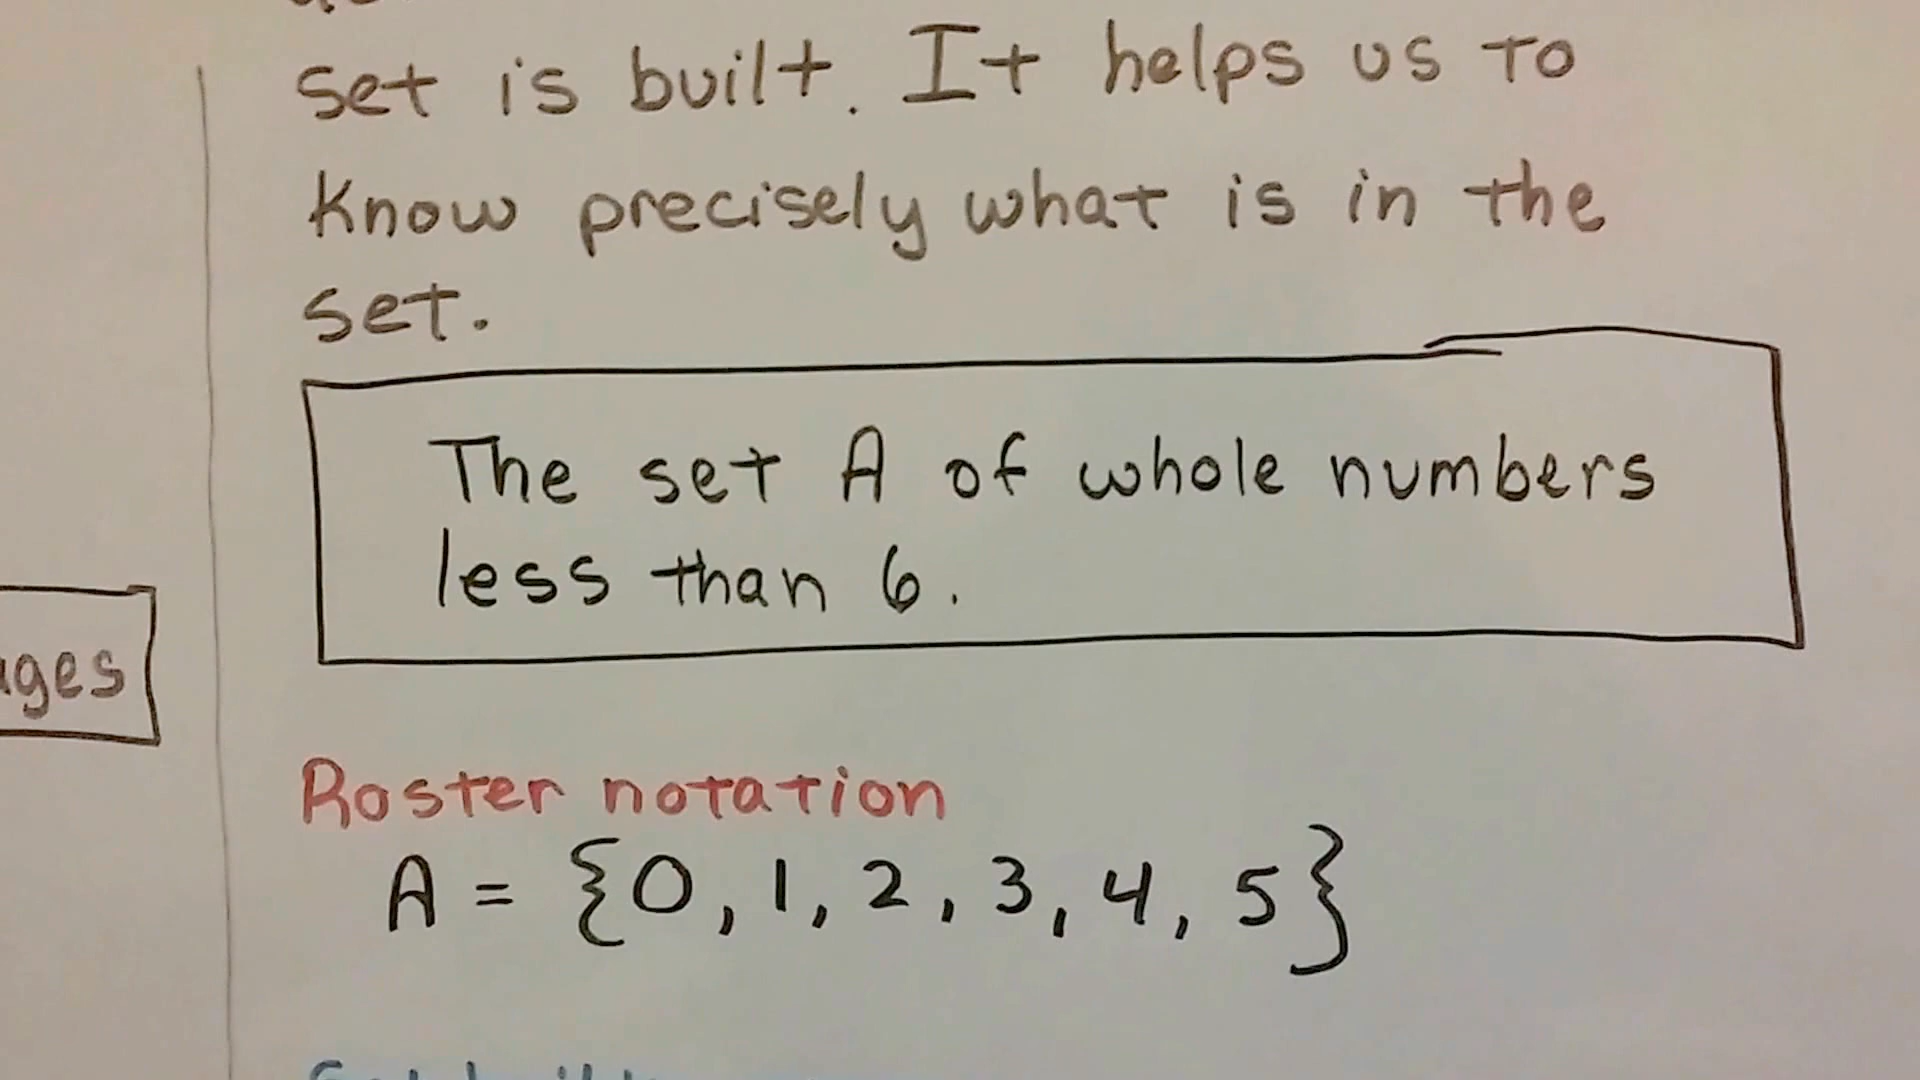 set is built. It helps us to
know precisely what is in the
set.
The set A of whole numbers
less than 6.
Roster notation
A = {0, 1, 2, 3, 4, 5}